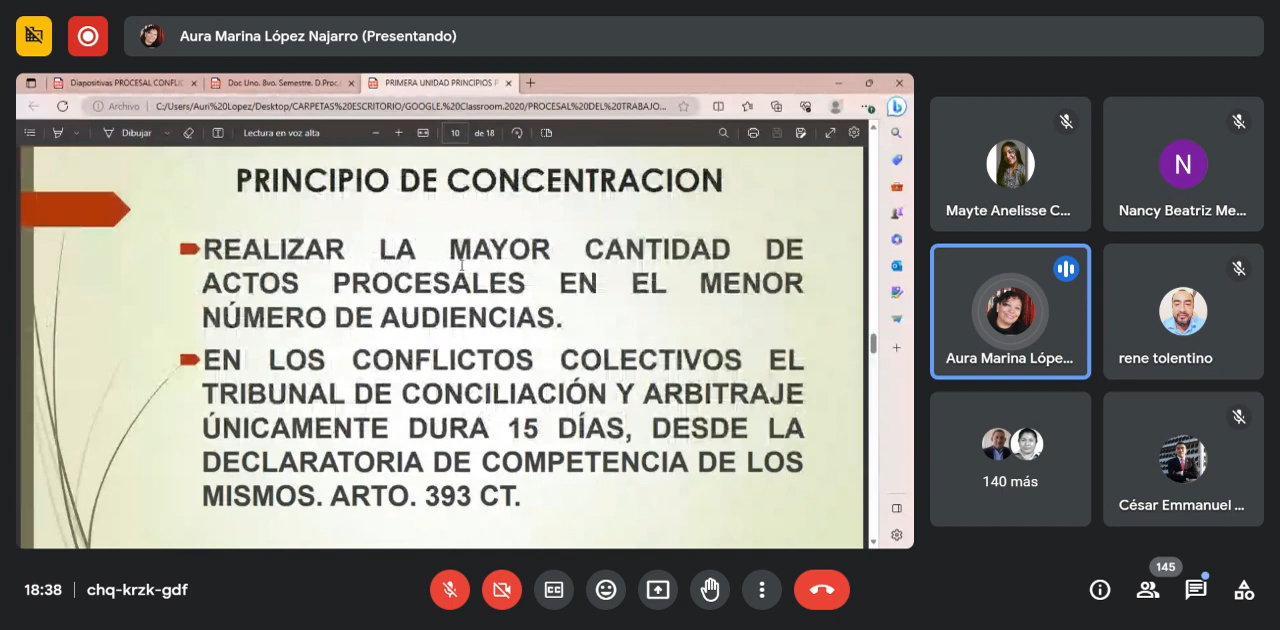 Aura Marina López Najarro (Presentando)
Diapositivas PROCESAL CONFLIC
Doc Uno. 8vo. Semestre. D.Proc.
PRIMERA UNIDAD PRINCIPIOS P
Archivo
C:/Users/Auri%20Lopez/Desktop/CARPETAS%20ESCRITORIO/GOOGLE.%20Classroom.2020/PROCESAL%20DEL%20TRABAJO...
Dibujar
Lectura en voz alta
10
de 18
PRINCIPIO DE CONCENTRACION
REALIZAR LA MAYOR CANTIDAD DE
ACTOS PROCESALES EN EL MENOR
NÚMERO DE AUDIENCIAS.
EN LOS CONFLICTOS COLECTIVOS EL
TRIBUNAL DE CONCILIACIÓN Y ARBITRAJE
ÚNICAMENTE DURA 15 DÍAS, DESDE LA
DECLARATORIA DE COMPETENCIA DE LOS
MISMOS. ARTO. 393 CT.
Mayte Anelisse C...
N
Nancy Beatriz Me...
Aura Marina Lópe...
rene tolentino
140 más
César Emmanuel ...
18:38
chq-krzk-gdf
145